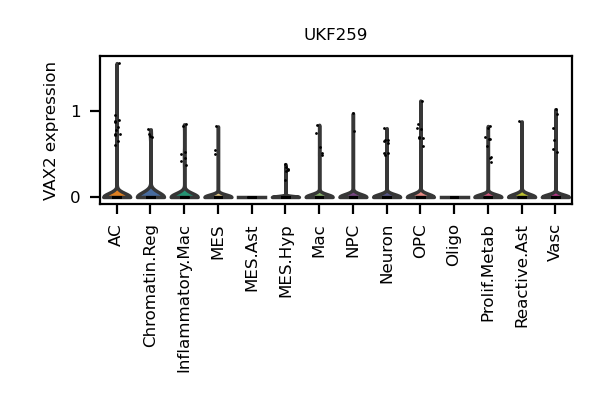 UKF259
VAX2 expression
1
0
AC
Chromatin.Reg
Inflammatory.Mac
MES
MES.Ast
MES.Hyp
Mac
NPC
Neuron
OPC
Oligo
Prolif.Metab
Reactive.Ast
Vasc